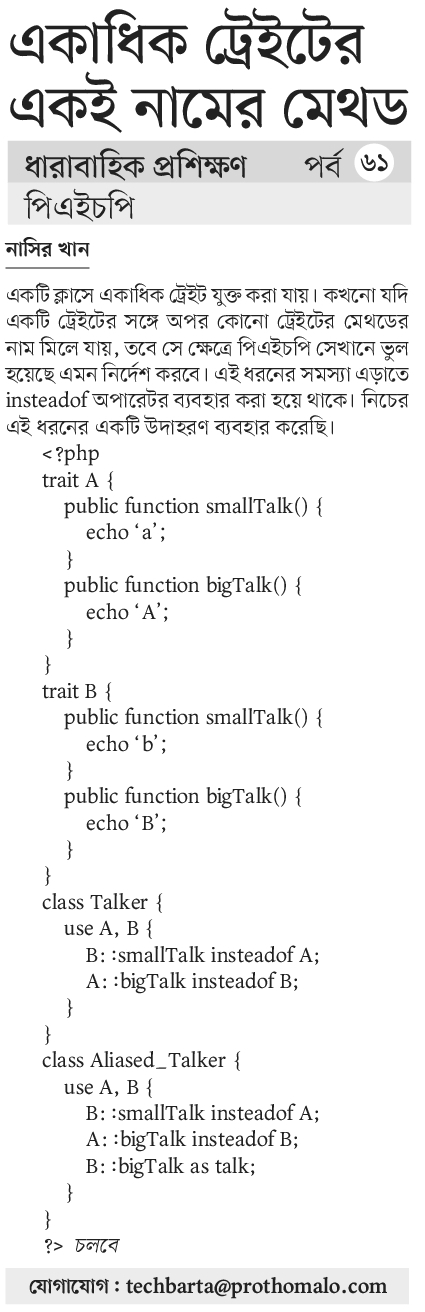 একাধিক ট্রেইটের
একই নামের মেথড
ধারাবাহিক প্রশিক্ষণ পর্ব ৬১
পিএইচপি
নাসির খান
একটি ক্লাসে একাধিক ট্রেইট যুক্ত করা যায়। কখনো যদি
একটি ট্রেইটের সঙ্গে অপর কোনো ট্রেইটের মেথডের
নাম মিলে যায়, তবে সে ক্ষেত্রে পিএইচপি সেখানে ভুল
হয়েছে এমন নির্দেশ করবে। এই ধরনের সমস্যা এড়াতে
insteadof অপারেটর ব্যবহার করা হয়ে থাকে। নিচের
এই ধরনের একটি উদাহরণ ব্যবহার করেছি।
<?php
trait A {
public function smallTalk() {
echo ‘a’;
}
public function bigTalk() {
echo ‘A’;
}
}
trait B {
public function smallTalk() {
echo ‘b’;
}
public function bigTalk() {
echo ‘B’;
}
}
class Talker {
use A, B {
B: :smallTalk insteadof A;
A: :bigTalk insteadof B;
}
}
class Aliased_Talker {
use A, B {
B: :smallTalk insteadof A;
A: :bigTalk insteadof B;
B: :bigTalk as talk;
}
}
?> চলবে
যোগাযোগ : techbarta@prothomalo.com